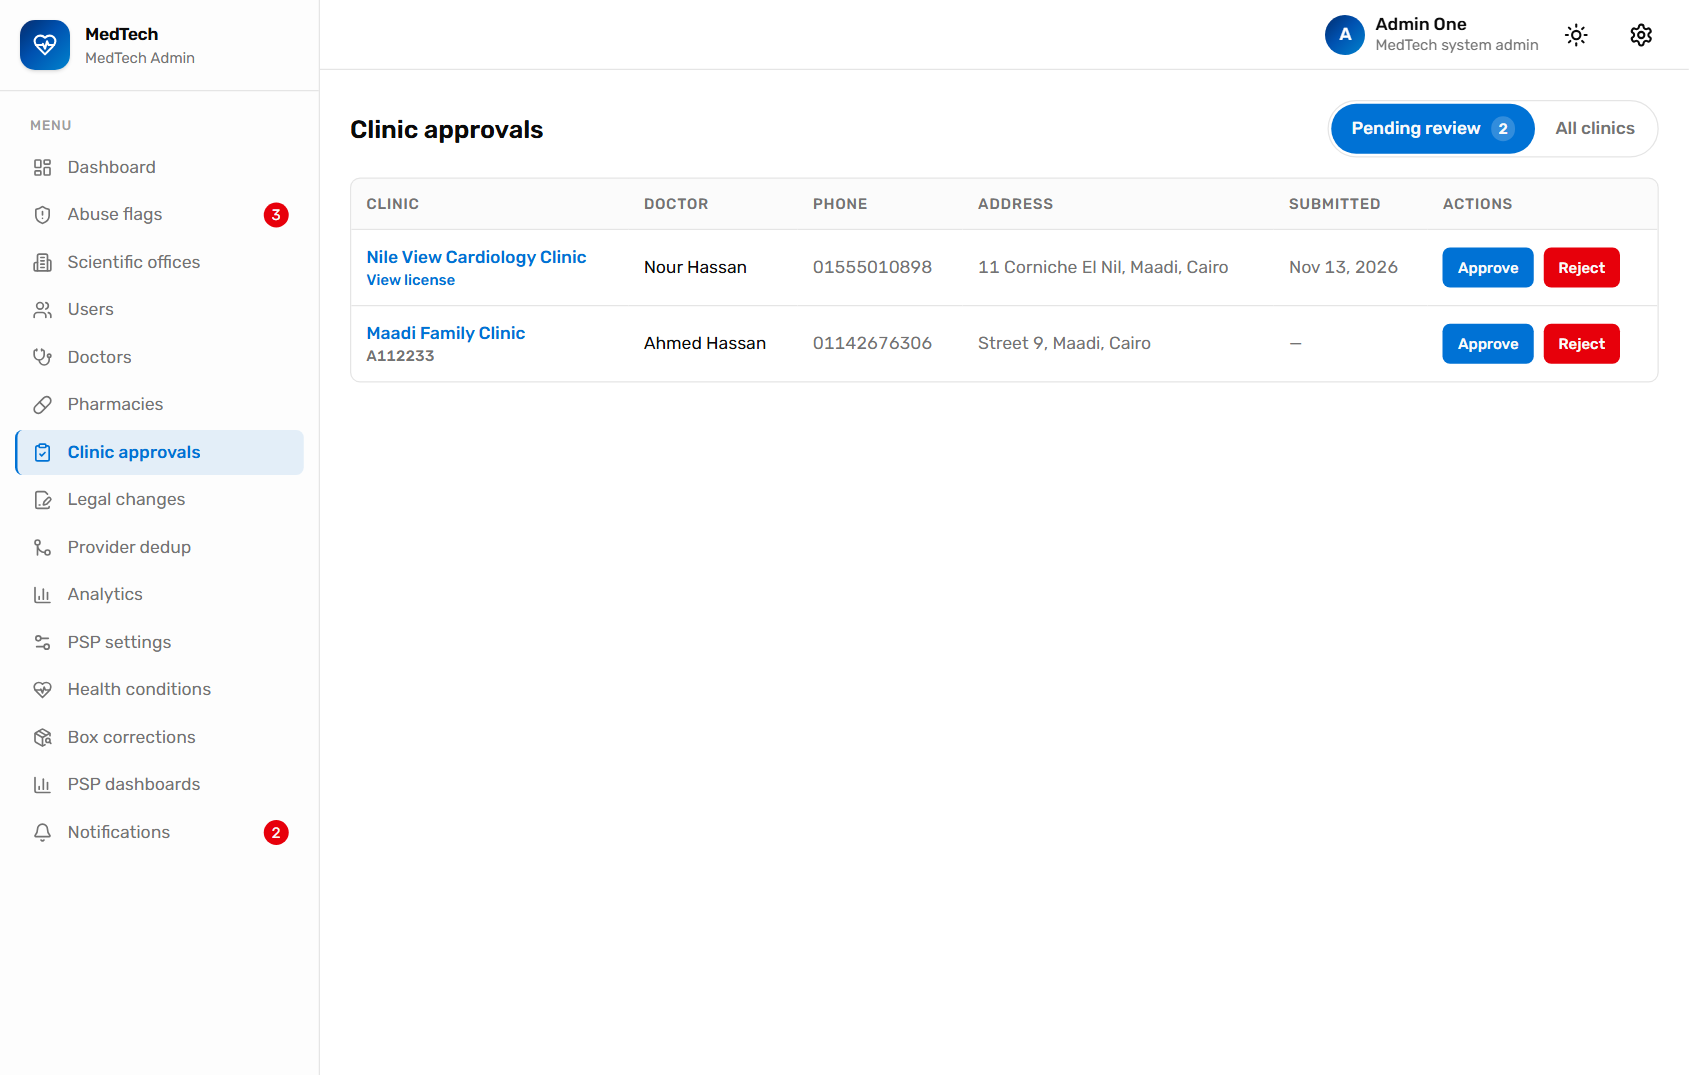 MedTech
MedTech Admin
MENU
Dashboard
Abuse flags 3
Scientific offices
Users
Doctors
Pharmacies
Clinic approvals
Legal changes
Provider dedup
Analytics
PSP settings
Health conditions
Box corrections
PSP dashboards
Notifications 2
A
Admin One
MedTech system admin
Clinic approvals
Pending review 2
All clinics
CLINIC DOCTOR PHONE ADDRESS SUBMITTED ACTIONS
Nile View Cardiology Clinic
View license
Nour Hassan 01555010898 11 Corniche El Nil, Maadi, Cairo Nov 13, 2026 Approve Reject
Maadi Family Clinic
A112233
Ahmed Hassan 01142676306 Street 9, Maadi, Cairo — Approve Reject